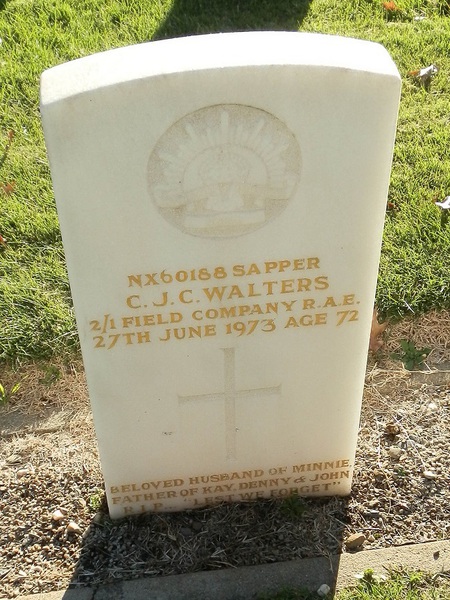 NX60188 SAPPER
C.J.C. WALTERS
2/1 FIELD COMPANY R.A.E.
27TH JUNE 1973 AGE 72
BELOVED HUSBAND OF MINNIE,
FATHER OF KAY, DENNY & JOHN
R.I.P. "LEST WE FORGET"